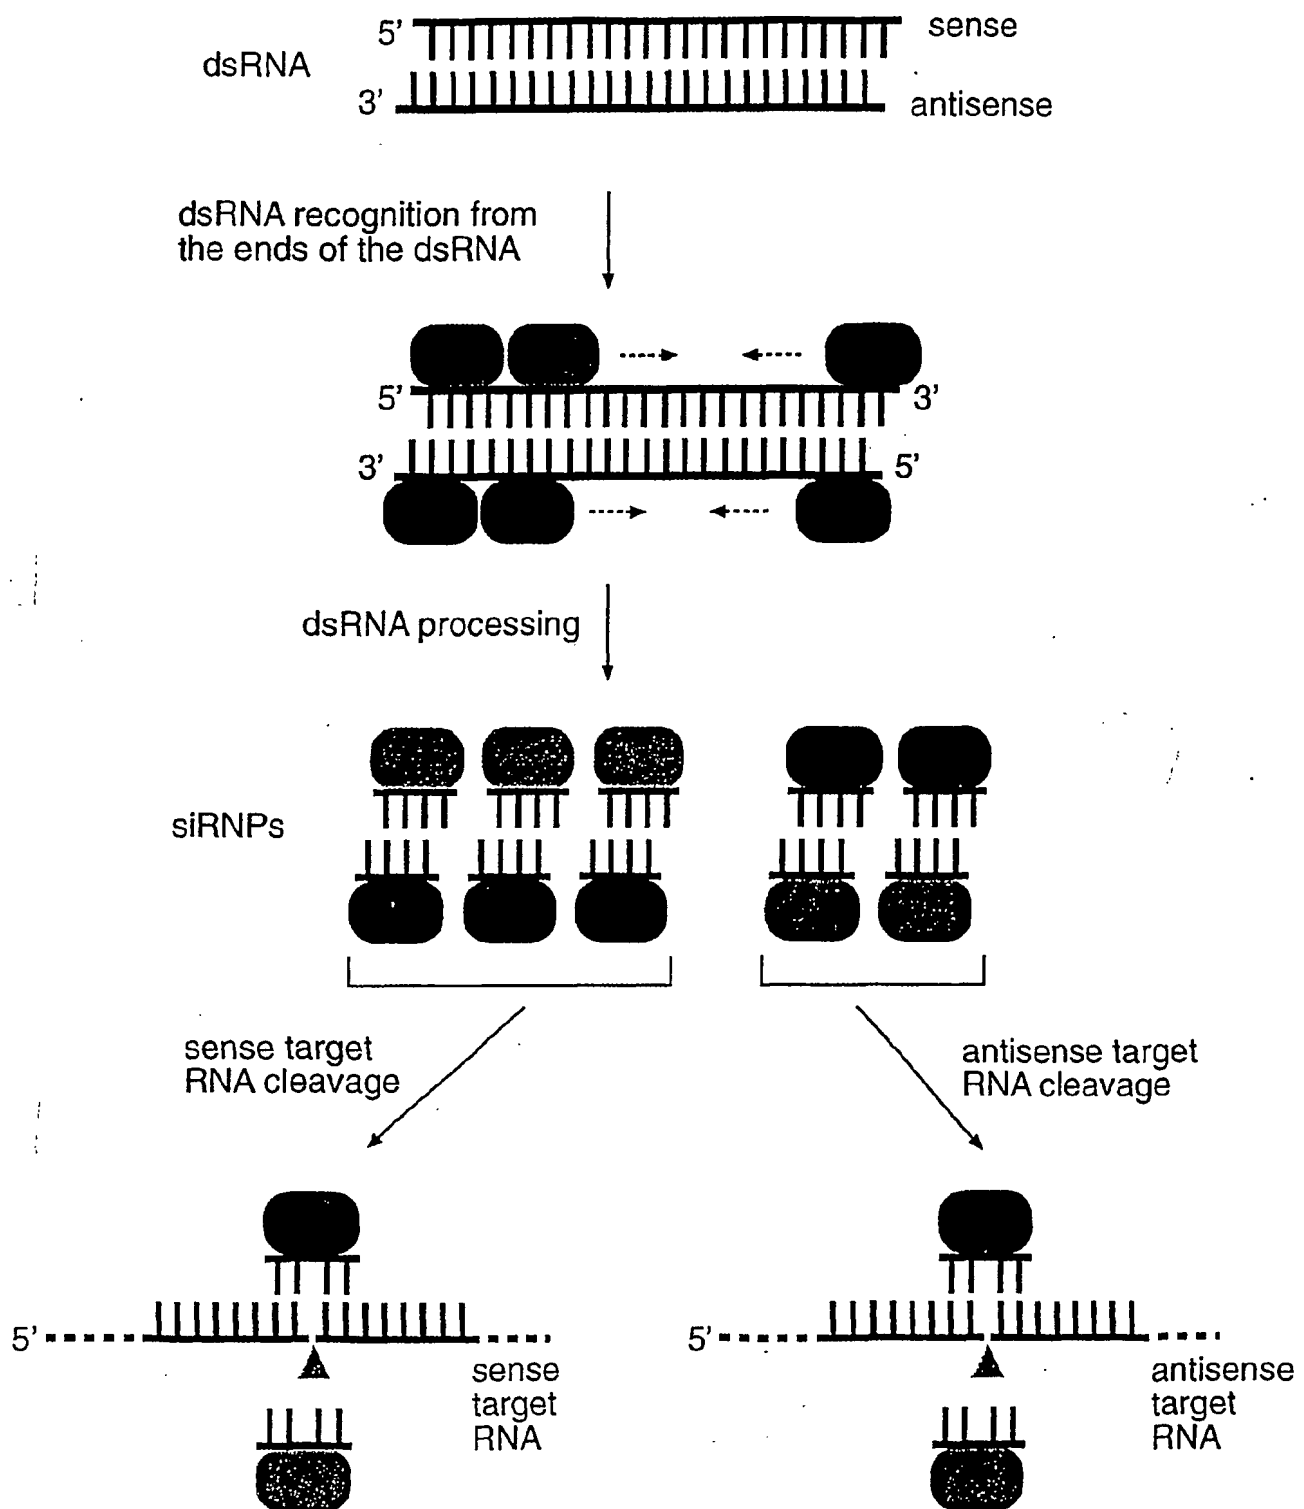 5' sense
dsRNA
3' antisense
dsRNA recognition from
the ends of the dsRNA
5' 3'
3' 5'
dsRNA processing
siRNPs
sense target
RNA cleavage
antisense target
RNA cleavage
5'
sense
target
RNA
5'
antisense
target
RNA